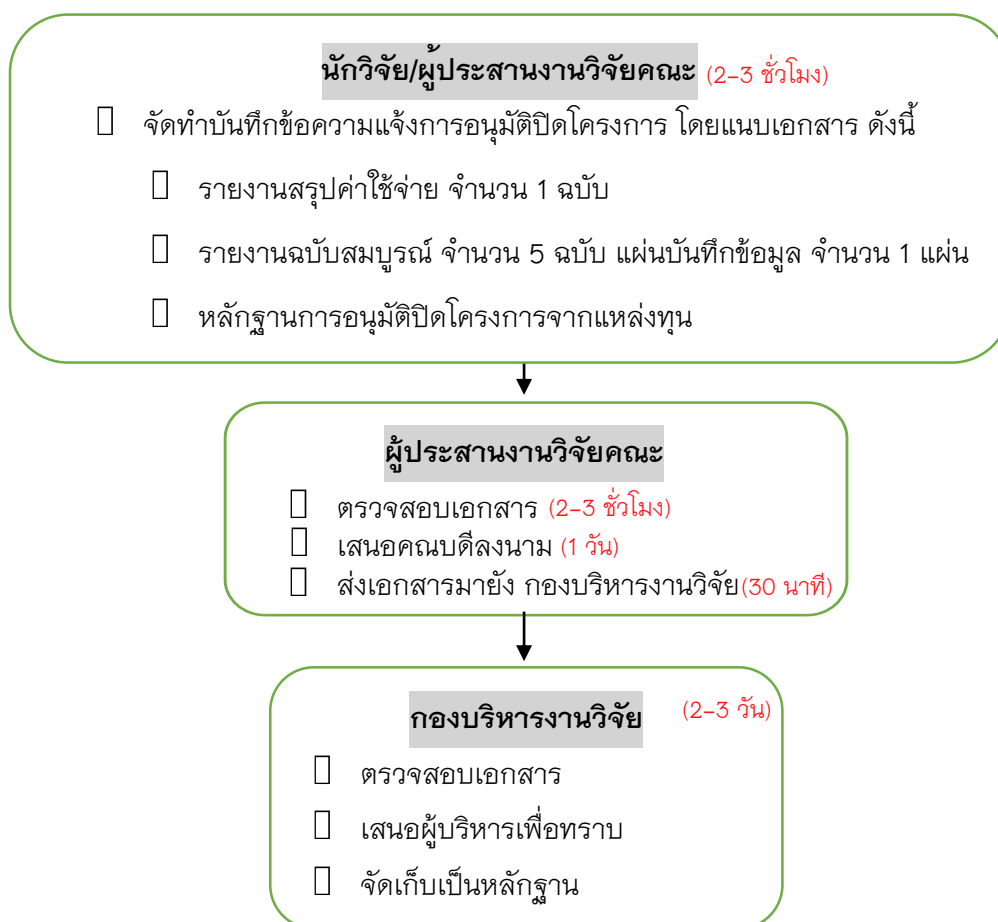 นักวิจัย/ผู้ประสานงานวิจัยคณะ (2-3 ชั่วโมง)
จัดทำบันทึกข้อความแจ้งการอนุมัติปิดโครงการ โดยแนบเอกสาร ดังนี้
รายงานสรุปค่าใช้จ่าย จำนวน 1 ฉบับ
รายงานฉบับสมบูรณ์ จำนวน 5 ฉบับ แผ่นบันทึกข้อมูล จำนวน 1 แผ่น
หลักฐานการอนุมัติปิดโครงการจากแหล่งทุน
ผู้ประสานงานวิจัยคณะ
ตรวจสอบเอกสาร (2-3 ชั่วโมง)
เสนอคณบดีลงนาม (1 วัน)
ส่งเอกสารมายัง กองบริหารงานวิจัย(30 นาที)
กองบริหารงานวิจัย (2-3 วัน)
ตรวจสอบเอกสาร
เสนอผู้บริหารเพื่อทราบ
จัดเก็บเป็นหลักฐาน